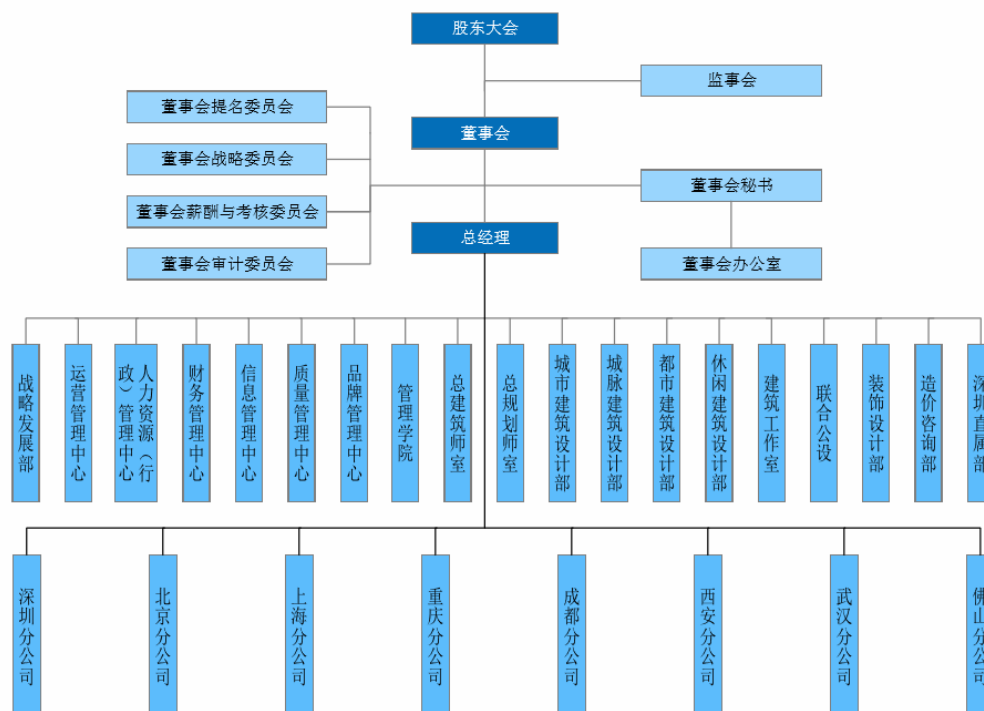 股东大会
监事会
董事会提名委员会
董事会
董事会战略委员会
董事会秘书
董事会薪酬与考核委员会
总经理
董事会审计委员会
董事会办公室
战略发展部
运营管理中心
人力资源（行
政）管理中心
财务管理中心
信息管理中心
质量管理中心
品牌管理中心
管理学院
总建筑师室
总规划师室
城市建筑设计部
城脉建筑设计部
都市建筑设计部
休闲建筑设计部
建筑工作室
联合公设
装饰设计部
造价咨询部
深圳直属部
深圳分公司
北京分公司
上海分公司
重庆分公司
成都分公司
西安分公司
武汉分公司
佛山分公司